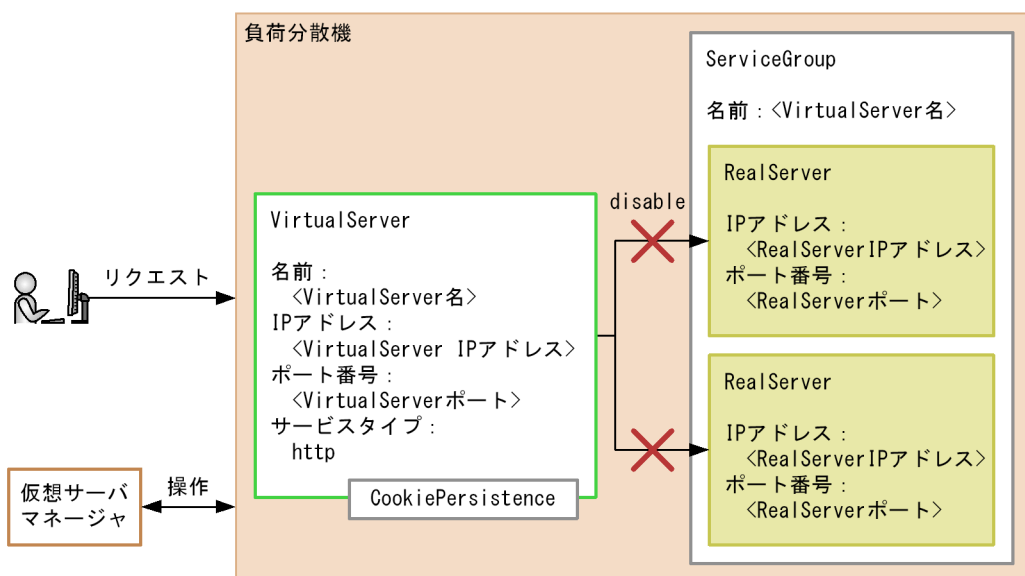 負荷分散機
ServiceGroup
名前：<VirtualServer名>
RealServer
IPアドレス：
<RealServerIPアドレス>
ポート番号：
<RealServerポート>
disable
VirtualServer
名前：
<VirtualServer名>
IPアドレス：
<VirtualServer IPアドレス>
ポート番号：
<VirtualServerポート>
サービスタイプ：
http
CookiePersistence
リクエスト
RealServer
IPアドレス：
<RealServerIPアドレス>
ポート番号：
<RealServerポート>
仮想サーバ
マネージャ
操作